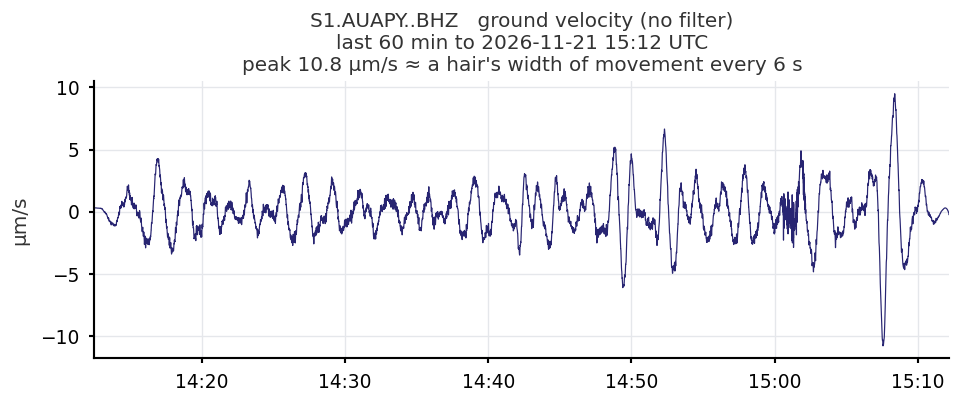 S1.AUAPY..BHZ   ground velocity (no filter)
last 60 min to 2026-11-21 15:12 UTC
peak 10.8 μm/s ≈ a hair's width of movement every 6 s
μm/s
10
5
0
−5
−10
14:20
14:30
14:40
14:50
15:00
15:10